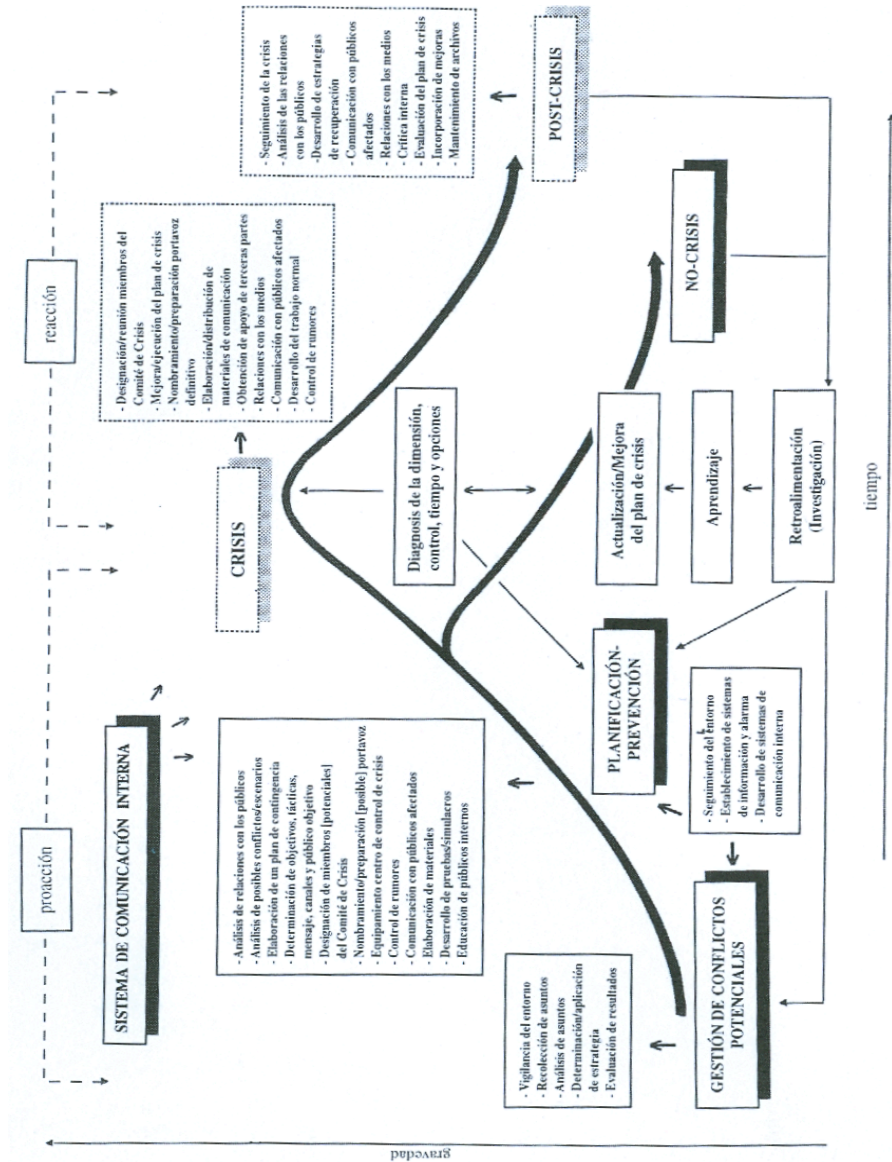 proacción
reacción
SISTEMA DE COMUNICACIÓN INTERNA
- Análisis de relaciones con los públicos
- Análisis de posibles conflictos/escenarios
- Elaboración de un plan de contingencia
- Determinación de objetivos, tácticas,
mensaje, canales y público objetivo
- Designación de miembros [potenciales]
del Comité de Crisis
- Nombramiento/preparación [posible] portavoz
- Equipamiento centro de control de crisis
- Control de rumores
- Comunicación con públicos afectados
- Elaboración de materiales
- Desarrollo de pruebas/simulacros
- Educación de públicos internos
CRISIS
- Designación/reunión miembros del
Comité de Crisis
- Mejora/ejecución del plan de crisis
- Nombramiento/preparación portavoz
definitivo
- Elaboración/distribución de
materiales de comunicación
- Obtención de apoyo de terceras partes
- Relaciones con los medios
- Comunicación con públicos afectados
- Desarrollo del trabajo normal
- Control de rumores
- Seguimiento de la crisis
- Análisis de las relaciones
con los públicos
-Desarrollo de estrategias
de recuperación
- Comunicación con públicos
afectados
- Relaciones con los medios
- Crítica interna
- Evaluación del plan de crisis
- Incorporación de mejoras
- Mantenimiento de archivos
POST-CRISIS
Diagnosis de la dimensión,
control, tiempo y opciones
- Vigilancia del entorno
- Recolección de asuntos
- Análisis de asuntos
- Determinación/aplicación
de estrategia
- Evaluación de resultados
GESTIÓN DE CONFLICTOS
POTENCIALES
PLANIFICACIÓN-
PREVENCIÓN
- Seguimiento del entorno
- Establecimiento de sistemas
de información y alarma
- Desarrollo de sistemas de
comunicación interna
Actualización/Mejora
del plan de crisis
Aprendizaje
Retroalimentación
(Investigación)
NO-CRISIS
gravedad
tiempo